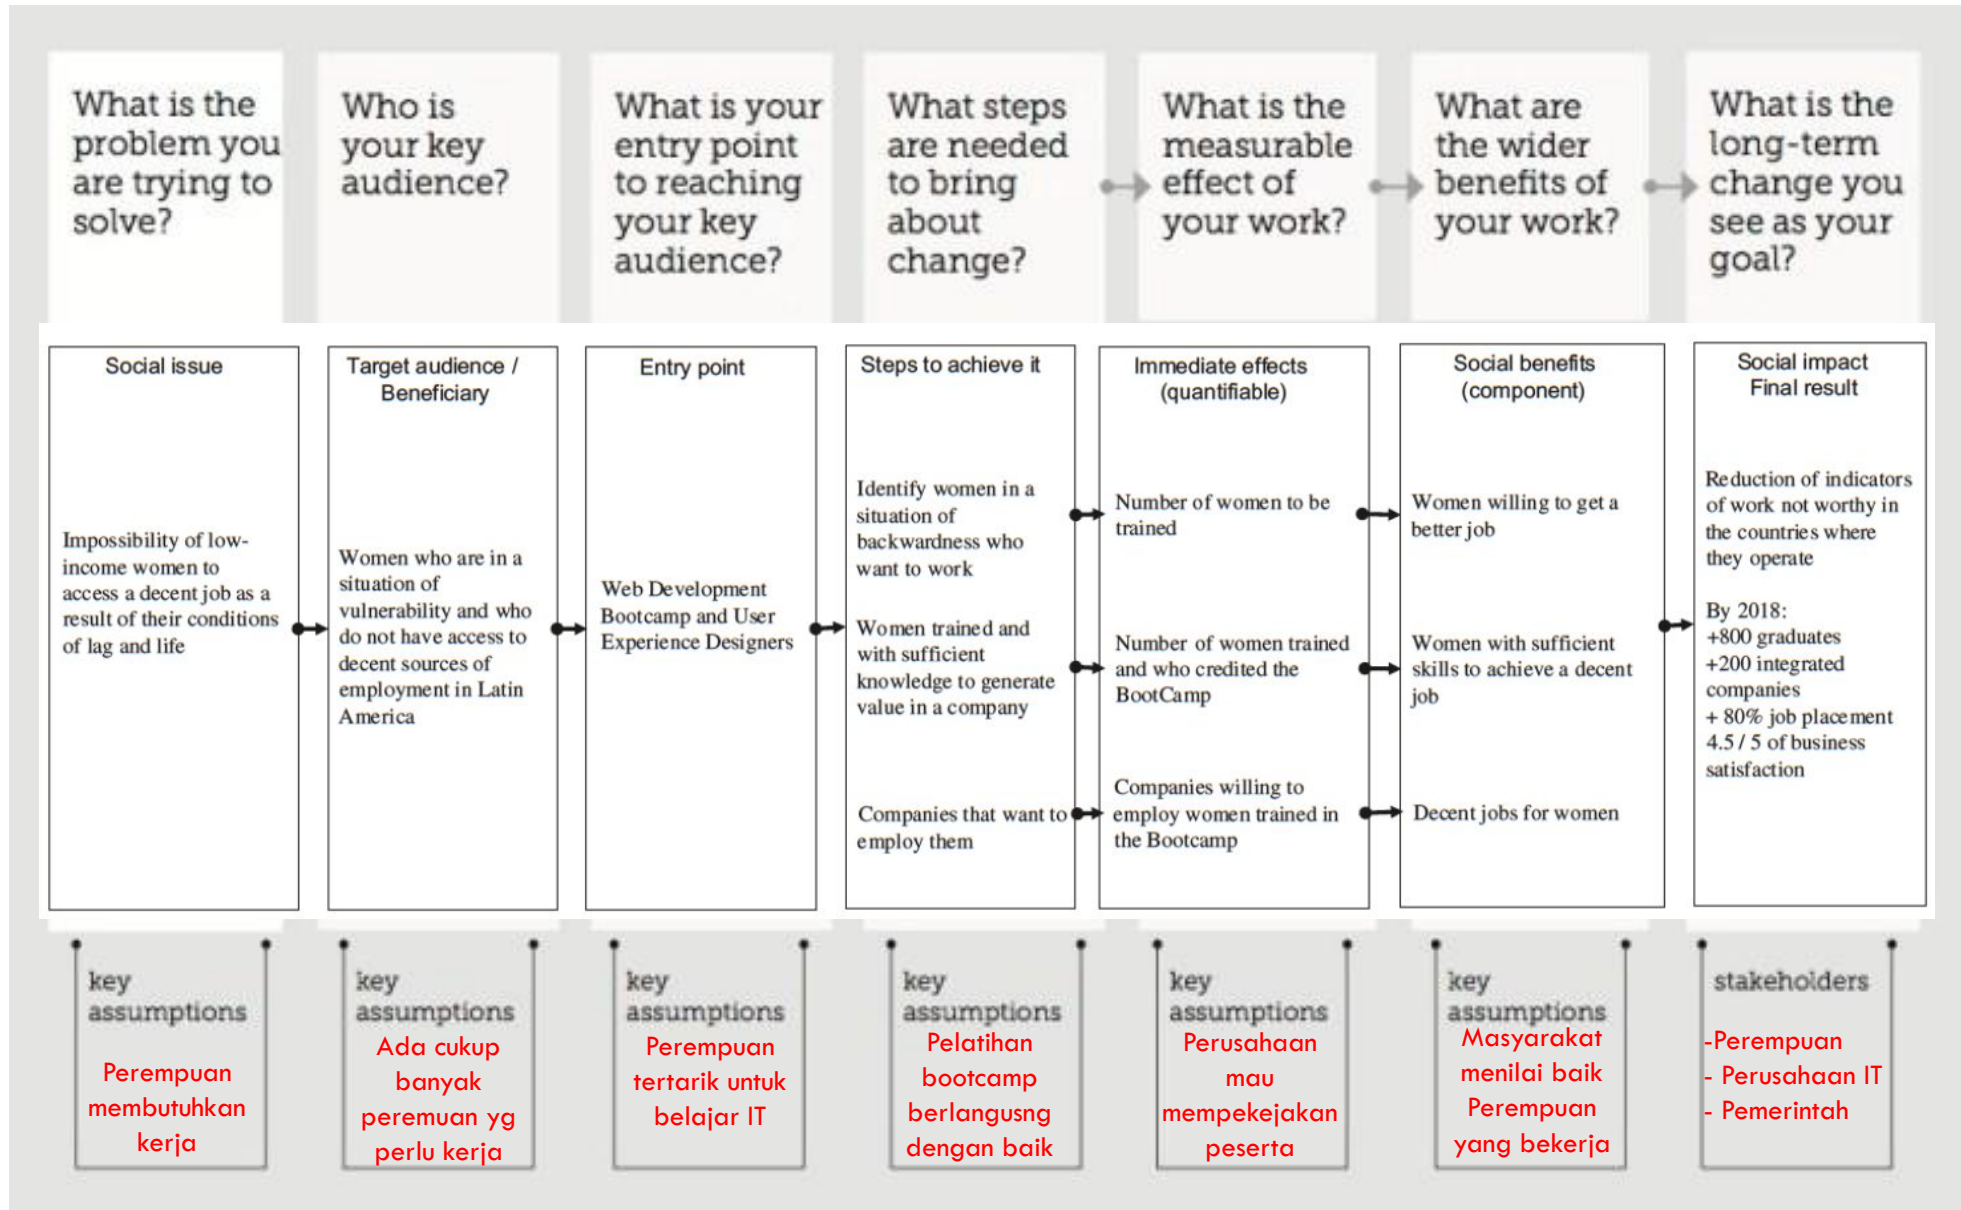 What is the
problem you
are trying to
solve?
Who is
your key
audience?
What is your
entry point
to reaching
your key
audience?
What steps
are needed
to bring
about
change?
What is the
measurable
effect of
your work?
What are
the wider
benefits of
your work?
What is the
long-term
change you
see as your
goal?
Social issue
Impossibility of low-
income women to
access a decent job as a
result of their conditions
of lag and life
Target audience /
Beneficiary
Women who are in a
situation of
vulnerability and who
do not have access to
decent sources of
employment in Latin
America
Entry point
Web Development
Bootcamp and User
Experience Designers
Steps to achieve it
Identify women in a
situation of
backwardness who
want to work
Women trained and
with sufficient
knowledge to generate
value in a company
Companies that want to
employ them
Immediate effects
(quantifiable)
Number of women to be
trained
Number of women trained
and who credited the
BootCamp
Companies willing to
employ women trained in
the Bootcamp
Social benefits
(component)
Women willing to get a
better job
Women with sufficient
skills to achieve a decent
job
Decent jobs for women
Social impact
Final result
Reduction of indicators
of work not worthy in
the countries where
they operate
By 2018:
+800 graduates
+200 integrated
companies
+ 80% job placement
4.5 / 5 of business
satisfaction
key
assumptions
Perempuan
membutuhkan
kerja
key
assumptions
Ada cukup
banyak
peremuan yg
perlu kerja
key
assumptions
Perempuan
tertarik untuk
belajar IT
key
assumptions
Pelatihan
bootcamp
berlangusng
dengan baik
key
assumptions
Perusahaan
mau
mempekejakan
peserta
key
assumptions
Masyarakat
menilai baik
Perempuan
yang bekerja
stakeholders
-Perempuan
- Perusahaan IT
- Pemerintah